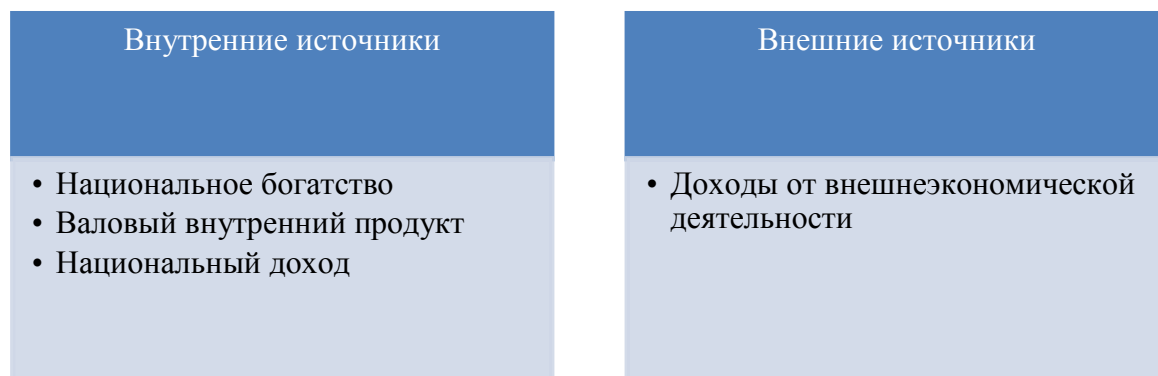 Внутренние источники
• Национальное богатство
• Валовый внутренний продукт
• Национальный доход
Внешние источники
• Доходы от внешнеэкономической
деятельности